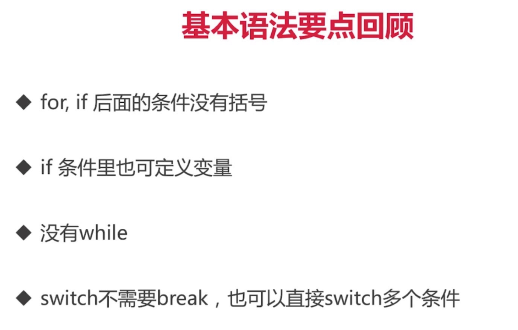 基本语法要点回顾
◆ for, if 后面的条件没有括号
◆ if 条件里也可定义变量
◆ 没有while
◆ switch不需要break，也可以直接switch多个条件